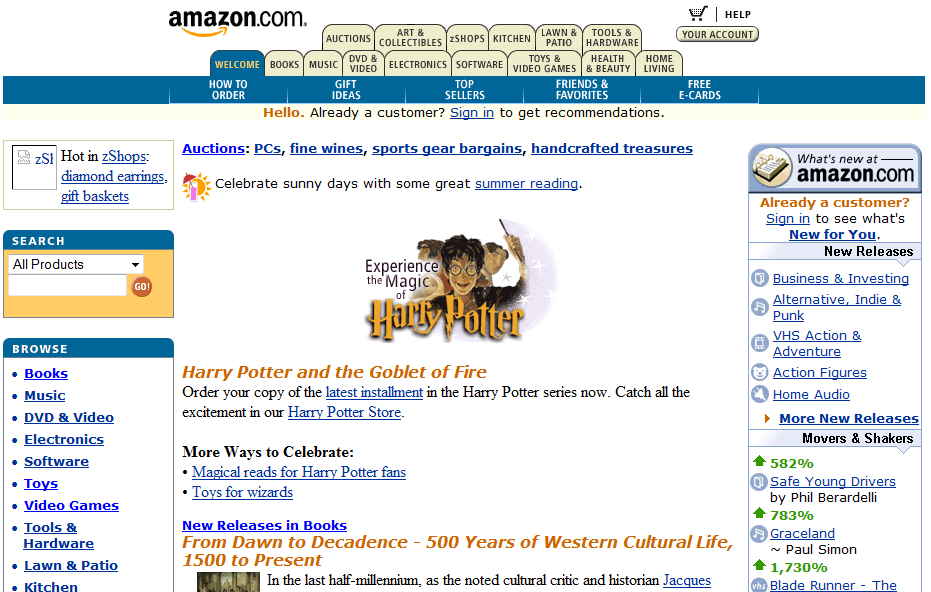 amazon.com.
HELP
YOUR ACCOUNT
AUCTIONS
ART &
COLLECTIBLES
zSHOPS
KITCHEN
LAWN &
PATIO
TOOLS &
HARDWARE
WELCOME
BOOKS
MUSIC
DVD &
VIDEO
ELECTRONICS
SOFTWARE
TOYS &
VIDEO GAMES
HEALTH
& BEAUTY
HOME
LIVING
HOW TO
ORDER
GIFT
IDEAS
TOP
SELLERS
FRIENDS &
FAVORITES
FREE
E-CARDS
Hello. Already a customer? Sign in to get recommendations.
zSl
Hot in zShops:
diamond earrings,
gift baskets
SEARCH
All Products
GO!
BROWSE
• Books
• Music
• DVD & Video
• Electronics
• Software
• Toys
• Video Games
• Tools &
Hardware
• Lawn & Patio
• Kitchen
Auctions: PCs, fine wines, sports gear bargains, handcrafted treasures
Celebrate sunny days with some great summer reading.
Experience
the Magic
of
Harry Potter
Harry Potter and the Goblet of Fire
Order your copy of the latest installment in the Harry Potter series now. Catch all the
excitement in our Harry Potter Store.
More Ways to Celebrate:
• Magical reads for Harry Potter fans
• Toys for wizards
New Releases in Books
From Dawn to Decadence - 500 Years of Western Cultural Life,
1500 to Present
In the last half-millennium, as the noted cultural critic and historian Jacques
What's new at
amazon.com
Already a customer?
Sign in to see what's
New for You.
New Releases
Business & Investing
Alternative, Indie &
Punk
VHS Action &
Adventure
Action Figures
Home Audio
More New Releases
Movers & Shakers
582%
Safe Young Drivers
by Phil Berardelli
783%
Graceland
~ Paul Simon
1,730%
vhs Blade Runner - The